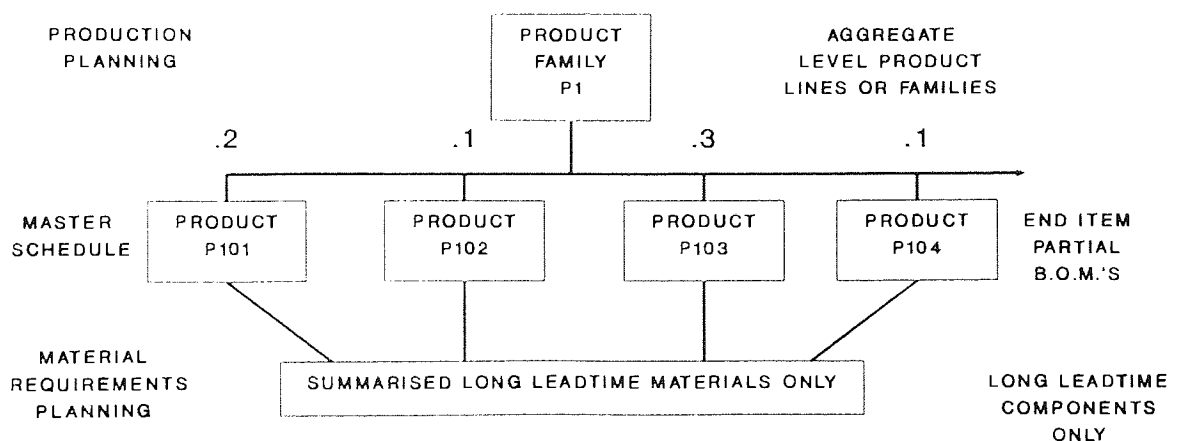 PRODUCTION
PLANNING
PRODUCT
FAMILY
P1
AGGREGATE
LEVEL PRODUCT
LINES OR FAMILIES
.2
.1
.3
.1
MASTER
SCHEDULE
PRODUCT
P101
PRODUCT
P102
PRODUCT
P103
PRODUCT
P104
END ITEM
PARTIAL
B.O.M.'S
MATERIAL
REQUIREMENTS
PLANNING
SUMMARISED LONG LEADTIME MATERIALS ONLY
LONG LEADTIME
COMPONENTS
ONLY